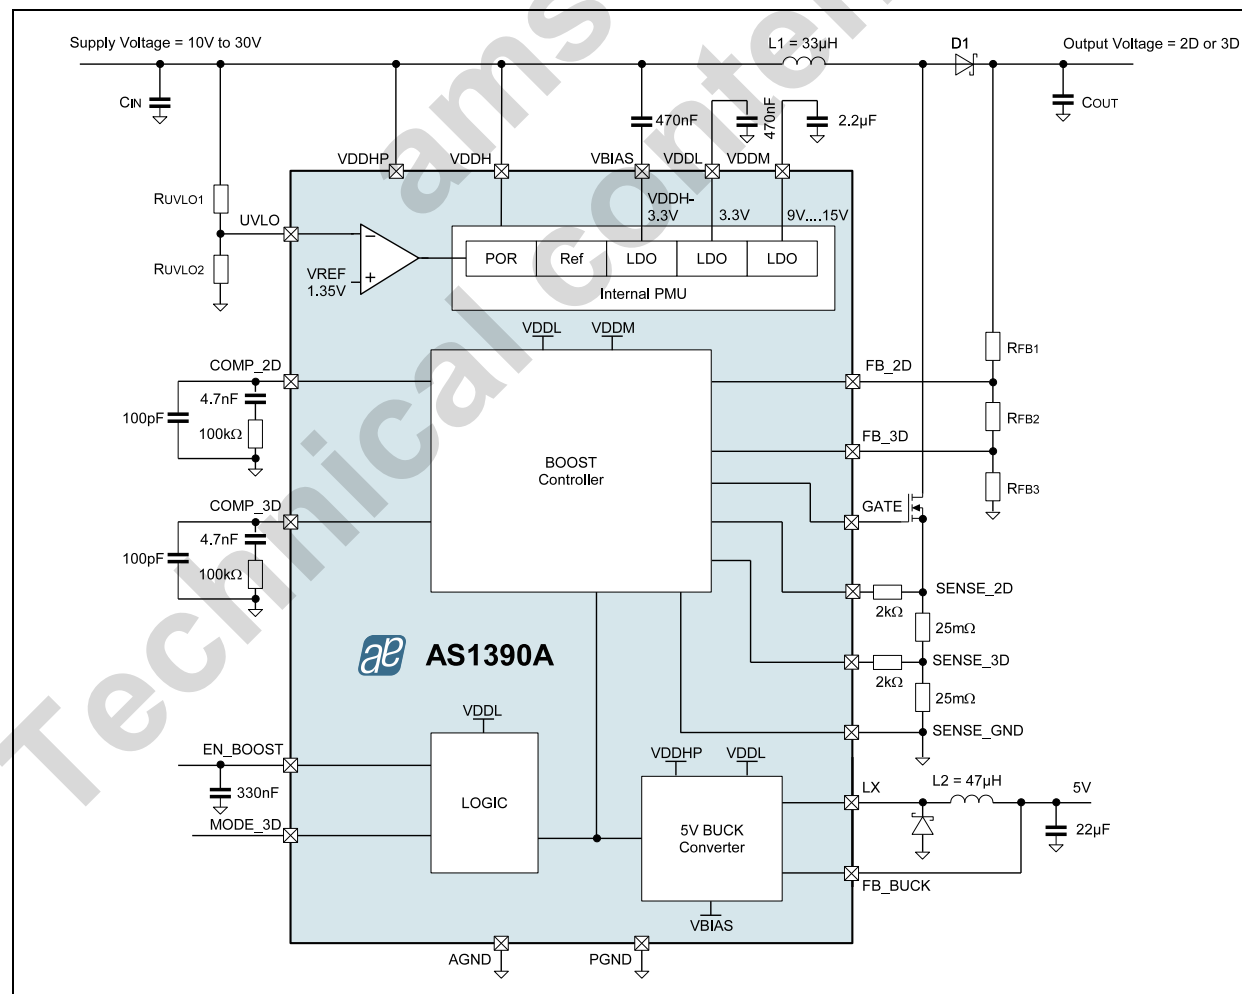 Supply Voltage = 10V to 30V
L1 = 33µH
D1
Output Voltage = 2D or 3D
CIN
470nF
470nF
2.2µF
COUT
VDDHP
VDDH
VBIAS
VDDL
VDDM
RUVLO1
UVLO
RUVLO2
VDDH-
3.3V
3.3V
9V....15V
VREF
1.35V
POR
Ref
LDO
LDO
LDO
Internal PMU
VDDL
VDDM
COMP_2D
4.7nF
100pF
100kΩ
BOOST
Controller
FB_2D
RFB1
RFB2
FB_3D
RFB3
GATE
COMP_3D
4.7nF
100pF
100kΩ
SENSE_2D
2kΩ
25mΩ
SENSE_3D
2kΩ
25mΩ
SENSE_GND
ae AS1390A
VDDL
EN_BOOST
330nF
LOGIC
MODE_3D
VDDHP
VDDL
5V BUCK
Converter
VBIAS
LX
L2 = 47µH
5V
22µF
FB_BUCK
AGND
PGND
ams
Technical content